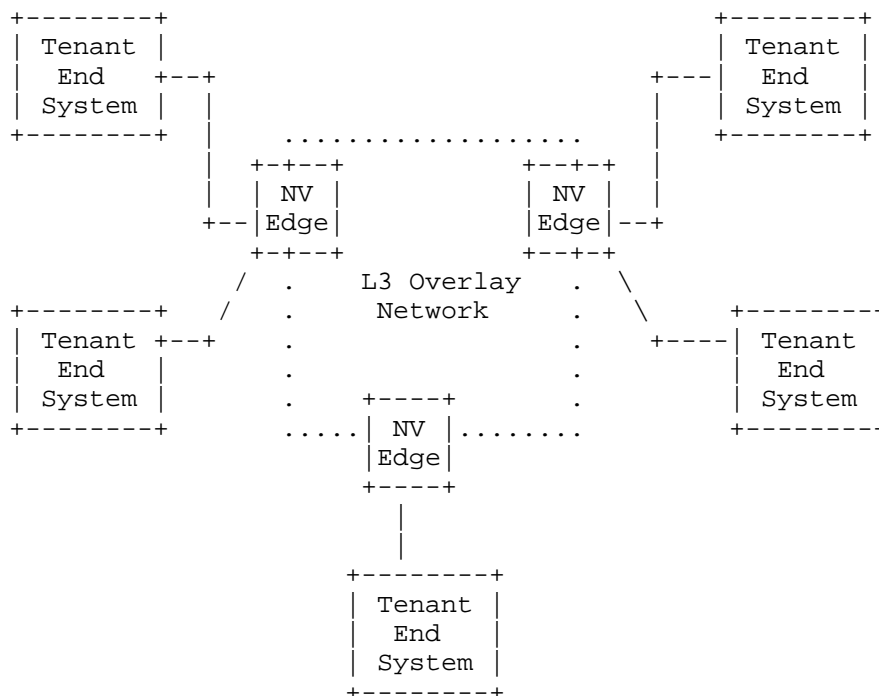 Tenant
End
System
Tenant
End
System
NV
Edge
NV
Edge
L3 Overlay
Network
Tenant
End
System
Tenant
End
System
NV
Edge
Tenant
End
System